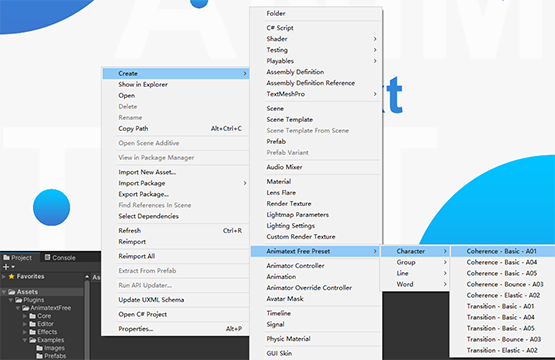 Create
Show in Explorer
Open
Delete
Rename
Copy Path Alt+Ctrl+C
Open Scene Additive
View in Package Manager
Import New Asset...
Import Package
Export Package...
Find References In Scene
Select Dependencies
Refresh Ctrl+R
Reimport
Reimport All
Extract From Prefab
Run API Updater...
Update UXML Schema
Open C# Project
Properties... Alt+P
Folder
C# Script
Shader
Testing
Playables
Assembly Definition
Assembly Definition Reference
TextMeshPro
Scene
Scene Template
Scene Template From Scene
Prefab
Prefab Variant
Audio Mixer
Material
Lens Flare
Render Texture
Lightmap Parameters
Lighting Settings
Custom Render Texture
Animatext Free Preset
Animator Controller
Animation
Animator Override Controller
Avatar Mask
Timeline
Signal
Physic Material
GUI Skin
Character
Group
Line
Word
Coherence - Basic - A01
Coherence - Basic - A04
Coherence - Basic - A05
Coherence - Bounce - A03
Coherence - Elastic - A02
Transition - Basic - A01
Transition - Basic - A04
Transition - Basic - A05
Transition - Bounce - A03
Transition - Elastic - A02
Project
Console
Favorites
As
Assets
Plugins
AnimatextFree
Core
Editor
Effects
Examples
Images
Prefabs